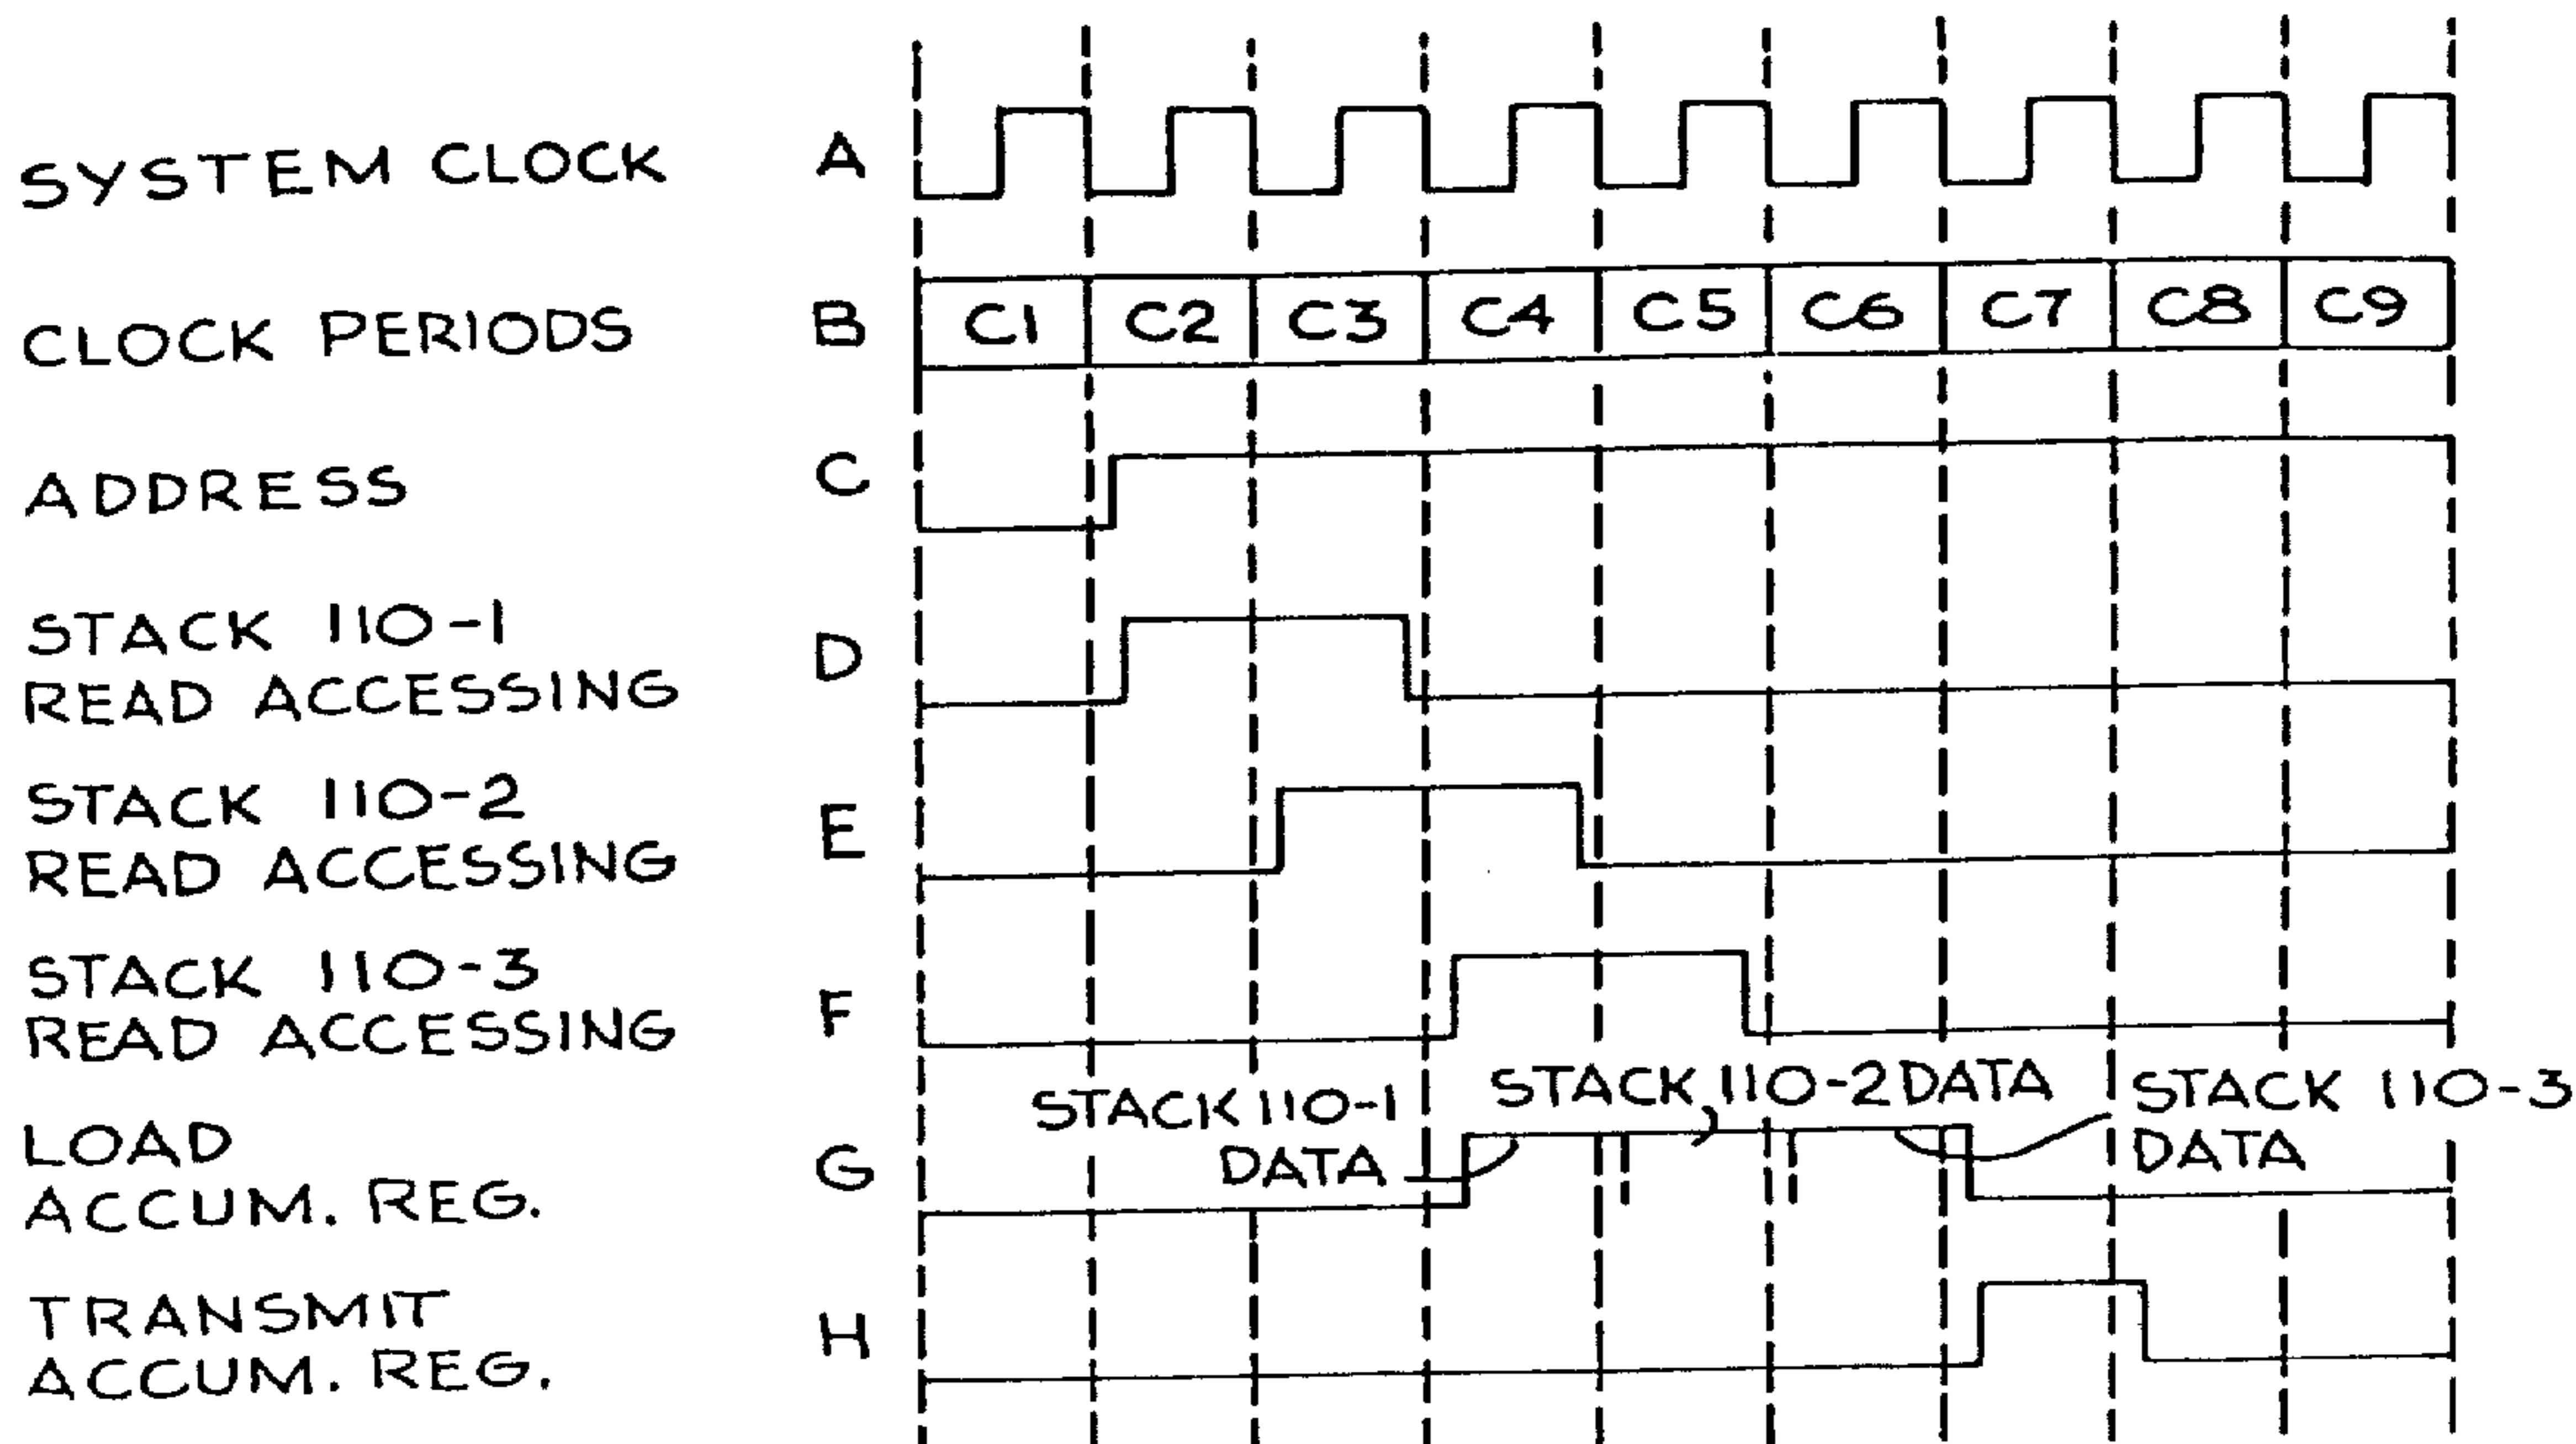 SYSTEM CLOCK A
CLOCK PERIODS B C1 C2 C3 C4 C5 C6 C7 C8 C9
ADDRESS C
STACK 110-1
READ ACCESSING D
STACK 110-2
READ ACCESSING E
STACK 110-3
READ ACCESSING F
STACK 110-1
DATA
STACK 110-2 DATA
STACK 110-3
DATA
LOAD
ACCUM. REG. G
TRANSMIT
ACCUM. REG. H